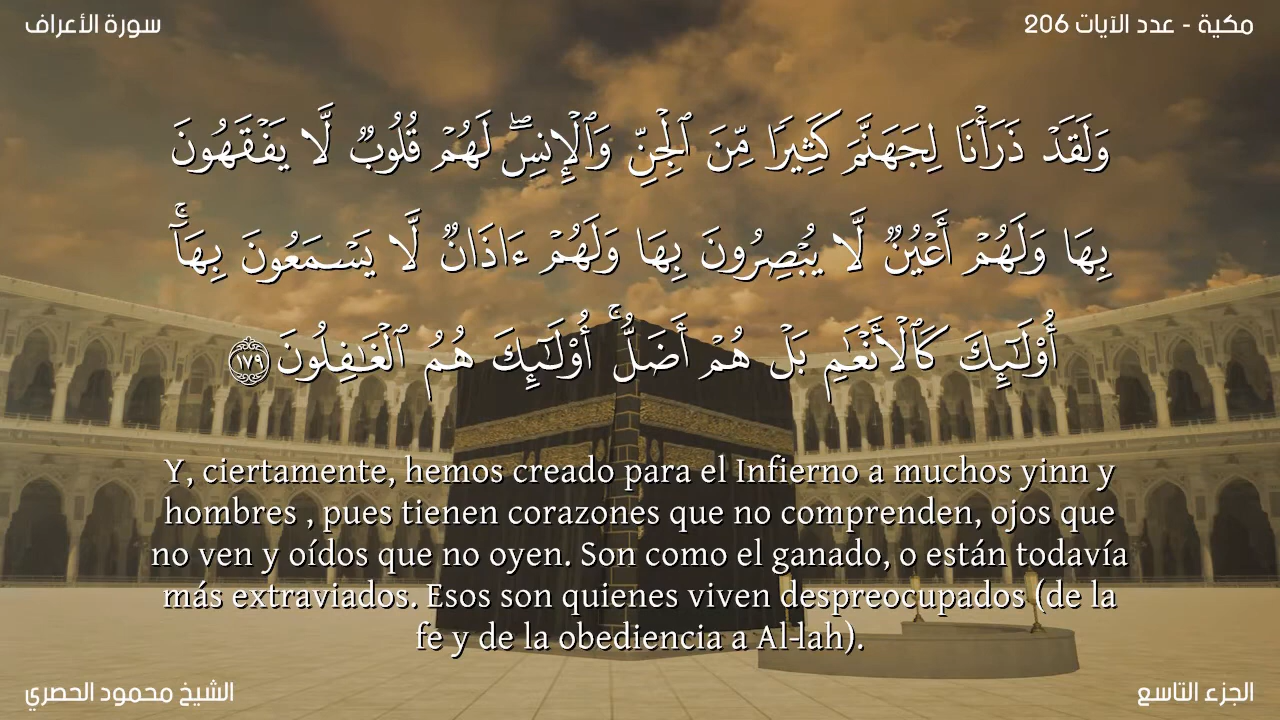 سورة الأعراف
مكية - عدد الآيات 206
وَلَقَدۡ ذَرَأۡنَا لِجَهَنَّمَ كَثِيرٗا مِّنَ ٱلۡجِنِّ وَٱلۡإِنسِۖ لَهُمۡ قُلُوبٞ لَّا يَفۡقَهُونَ
بِهَا وَلَهُمۡ أَعۡيُنٞ لَّا يُبۡصِرُونَ بِهَا وَلَهُمۡ ءَاذَانٞ لَّا يَسۡمَعُونَ بِهَآۚ
أُوْلَٰٓئِكَ كَٱلۡأَنۡعَٰمِ بَلۡ هُمۡ أَضَلُّۚ أُوْلَٰٓئِكَ هُمُ ٱلۡغَٰفِلُونَ ١٧٩
Y, ciertamente, hemos creado para el Infierno a muchos yinn y
hombres , pues tienen corazones que no comprenden, ojos que
no ven y oídos que no oyen. Son como el ganado, o están todavía
más extraviados. Esos son quienes viven despreocupados (de la
fe y de la obediencia a Al-lah).
الشيخ محمود الحصري
الجزء التاسع